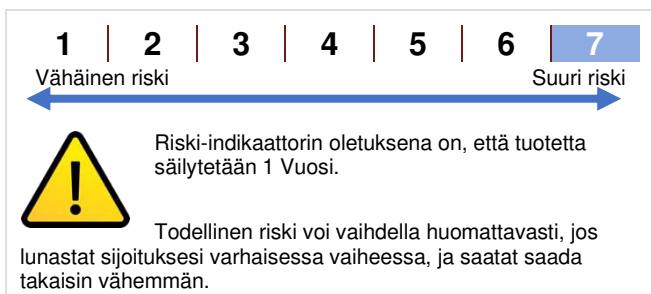 1 2 3 4 5 6 7
Vähäinen riski Suuri riski
Riski-indikaattorin oletuksena on, että tuotetta
säilytetään 1 Vuosi.
Todellinen riski voi vaihdella huomattavasti, jos
lunastat sijoituksesi varhaisessa vaiheessa, ja saatat saada
takaisin vähemmän.